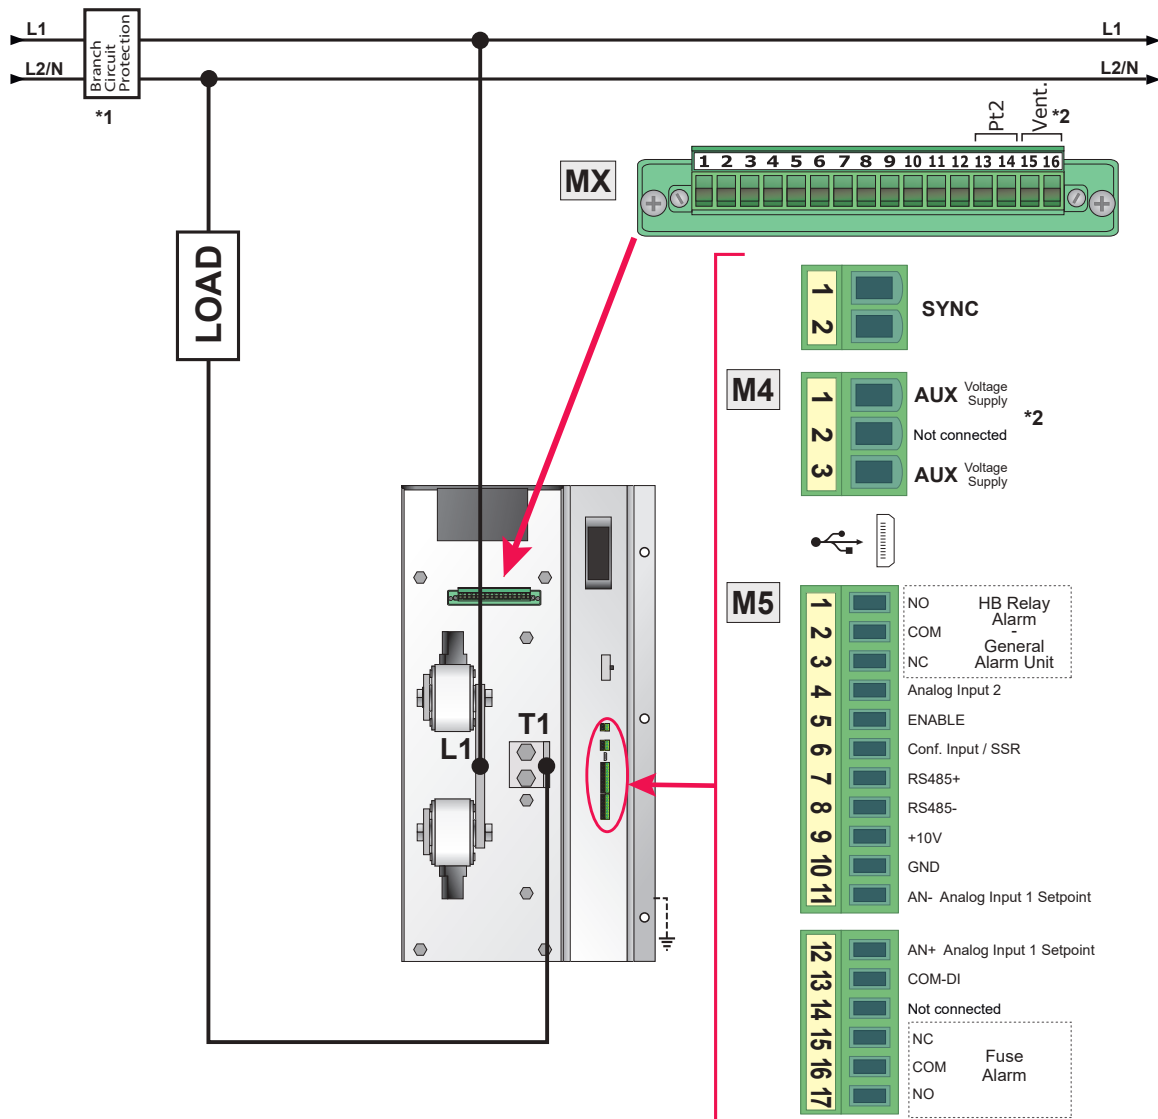 L1
L1
L2/N
L2/N
Branch
Circuit
Protection
*1
Pt2
Vent.
*2
MX
1 2 3 4 5 6 7 8 9 10 11 12 13 14 15 16
LOAD
1
2
SYNC
M4
1
AUX Voltage
Supply
2
Not connected
*2
3
AUX Voltage
Supply
M5
1
NO
2
COM
3
NC
HB Relay
Alarm
-
General
Alarm Unit
4
Analog Input 2
5
ENABLE
6
Conf. Input / SSR
7
RS485+
8
RS485-
9
+10V
10
GND
11
AN- Analog Input 1 Setpoint
T1
L1
12
AN+ Analog Input 1 Setpoint
13
COM-DI
14
Not connected
15
NC
16
COM
17
NO
Fuse
Alarm